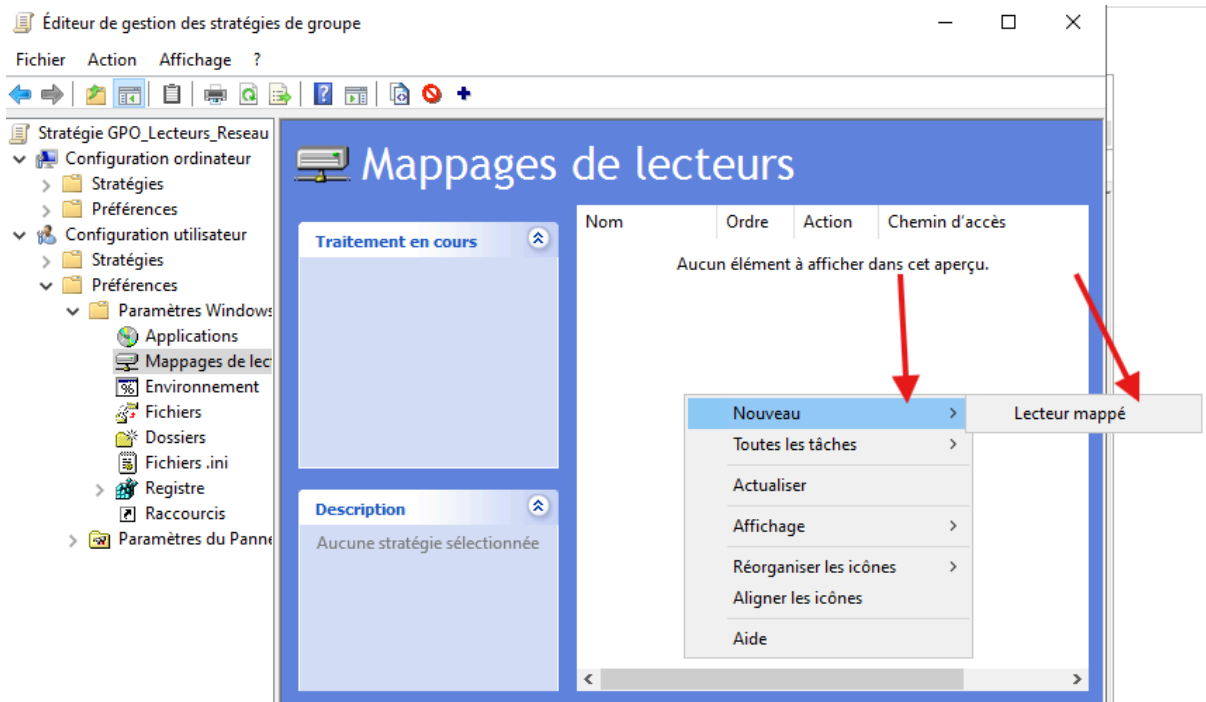 Éditeur de gestion des stratégies de groupe
Fichier Action Affichage ?
Stratégie GPO_Lecteurs_Reseau
Configuration ordinateur
Stratégies
Préférences
Configuration utilisateur
Stratégies
Préférences
Paramètres Windows
Applications
Mappages de lec
Environnement
Fichiers
Dossiers
Fichiers .ini
Registre
Raccourcis
Paramètres du Panne
Mappages de lecteurs
Traitement en cours
Description
Aucune stratégie sélectionnée
Nom Ordre Action Chemin d'accès
Aucun élément à afficher dans cet aperçu.
Nouveau
Lecteur mappé
Toutes les tâches
Actualiser
Affichage
Réorganiser les icônes
Aligner les icônes
Aide